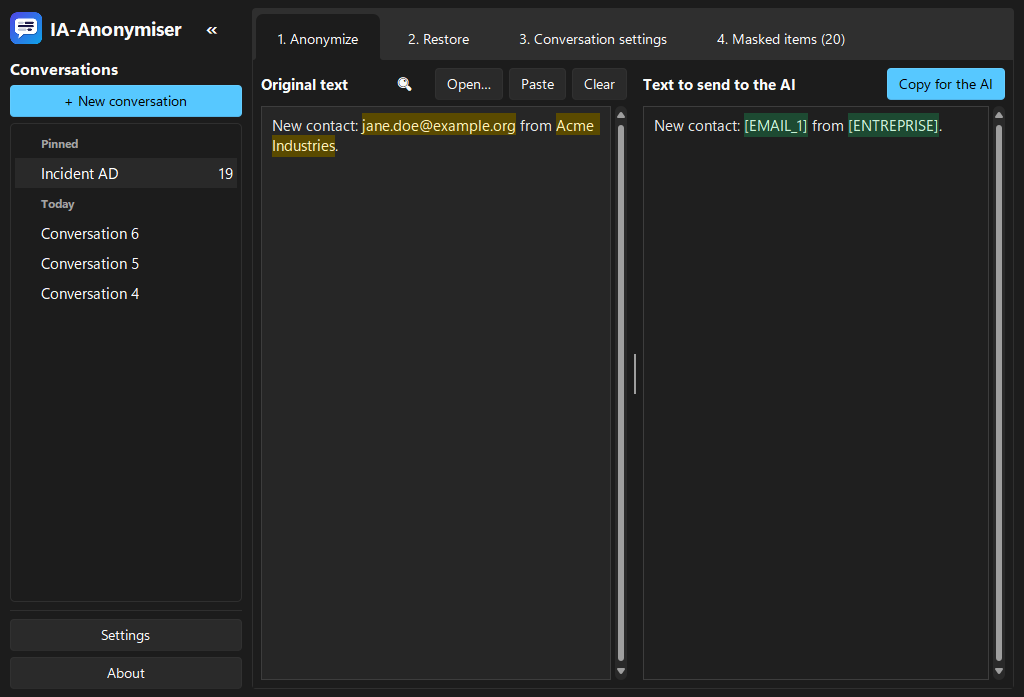 IA-Anonymiser «
Conversations
+ New conversation
Pinned
Incident AD 19
Today
Conversation 6
Conversation 5
Conversation 4
Settings
About
1. Anonymize 2. Restore 3. Conversation settings 4. Masked items (20)
Original text Open... Paste Clear
New contact: jane.doe@example.org from Acme
Industries.
Text to send to the AI Copy for the AI
New contact: [EMAIL_1] from [ENTREPRISE].